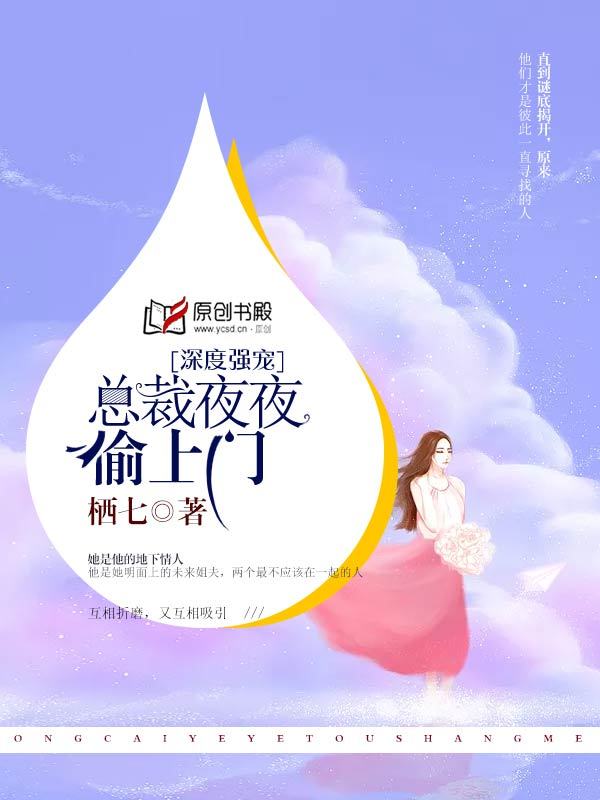 直到谜底揭开，原来
他们才是彼此一直寻找的人
原创书殿
www.ycsd.cn·原创
[深度强宠]
总裁夜夜
偷上门
栖七◎著
她是他的地下情人
他是她明面上的未来姐夫，两个最不应该在一起的人
互相折磨，又互相吸引 ///
ONGCAIYEYETOUSHANGME